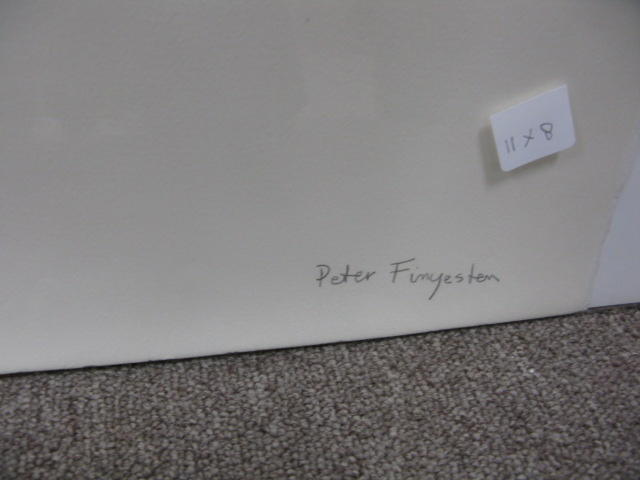 11 x 8
Peter Finyesten